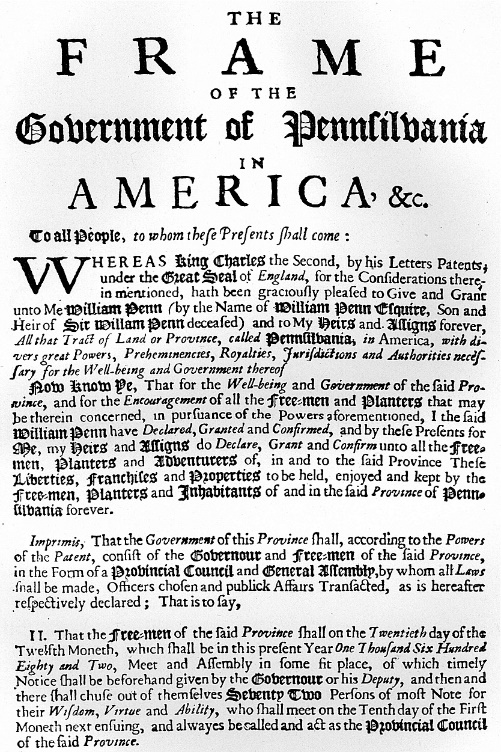 THE
FRAME
OF THE
Government of Pennſilvania
IN
AMERICA, &c.
To all People, to whom theſe Preſents ſhall come:
WHEREAS King Charles the Second, by his Letters Patents,
under the Great Seal of England, for the Conſiderations there-
in mentioned, hath been graciouſly pleaſed to Give and Grant
unto Me William Penn (by the Name of William Penn Eſquire, Son and
Heir of Sir William Penn deceaſed) and to My Heirs and Aſſigns forever,
All that Tract of Land or Province, called Pennſilvania, in America, with di-
vers great Powers, Preheminences, Royalties, Juriſdictions and Authorities neceſ-
ſary for the Well-being and Government thereof
Now Know Ye, That for the Well-being and Government of the ſaid Pro-
vince, and for the Encouragement of all the Free-men and Planters that may
be therein concerned, in purſuance of the Powers aforementioned, I the ſaid
William Penn have Declared, Granted and Confirmed, and by theſe Preſents for
Me, my Heirs and Aſſigns do Declare, Grant and Confirm unto all the Free-
men, Planters and Adventurers of, in and to the ſaid Province Theſe
Liberties, Franchiſes and Properties to be held, enjoyed and kept by the
Free-men, Planters and Inhabitants of and in the ſaid Province of Penn-
ſilvania forever.
Imprimis, That the Government of this Province ſhall, according to the Powers
of the Patent, conſiſt of the Governour and Free-men of the ſaid Province,
in the Form of a Provincial Council and General Aſſembly, by whom all Laws
ſhall be made, Officers choſen and publick Affairs Tranſacted, as is hereafter
reſpectively declared; That is to ſay,
II. That the Free-men of the ſaid Province ſhall on the Twentieth day of the
Twelfth Moneth, which ſhall be in this preſent Year One Thouſand Six Hundred
Eighty and Two, Meet and Aſſembly in ſome fit place, of which timely
Notice ſhall be beforehand given by the Governour or his Deputy, and then and
there ſhall chuſe out of themſelves Seventy Two Perſons of moſt Note for
their Wiſdom, Virtue and Ability, who ſhall meet on the Tenth day of the Firſt
Moneth next enſuing, and alwayes be called and act as the Provincial Council
of the ſaid Province.